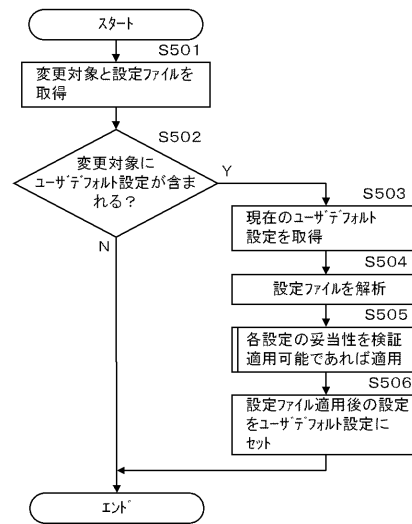 スタート
S501
変更対象と設定ファイルを
取得
S502
変更対象に
ユーザデフォルト設定が含ま
れる？
Y
N
S503
現在のユーザデフォルト
設定を取得
S504
設定ファイルを解析
S505
各設定の妥当性を検証
適用可能であれば適用
S506
設定ファイル適用後の設定
をユーザデフォルト設定に
セット
エンド